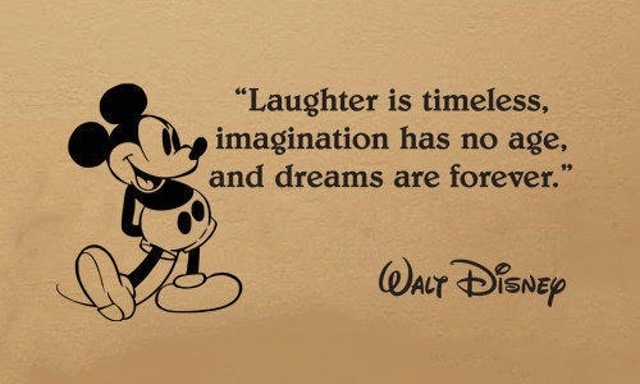 “Laughter is timeless,
imagination has no age,
and dreams are forever.”
Walt Disney